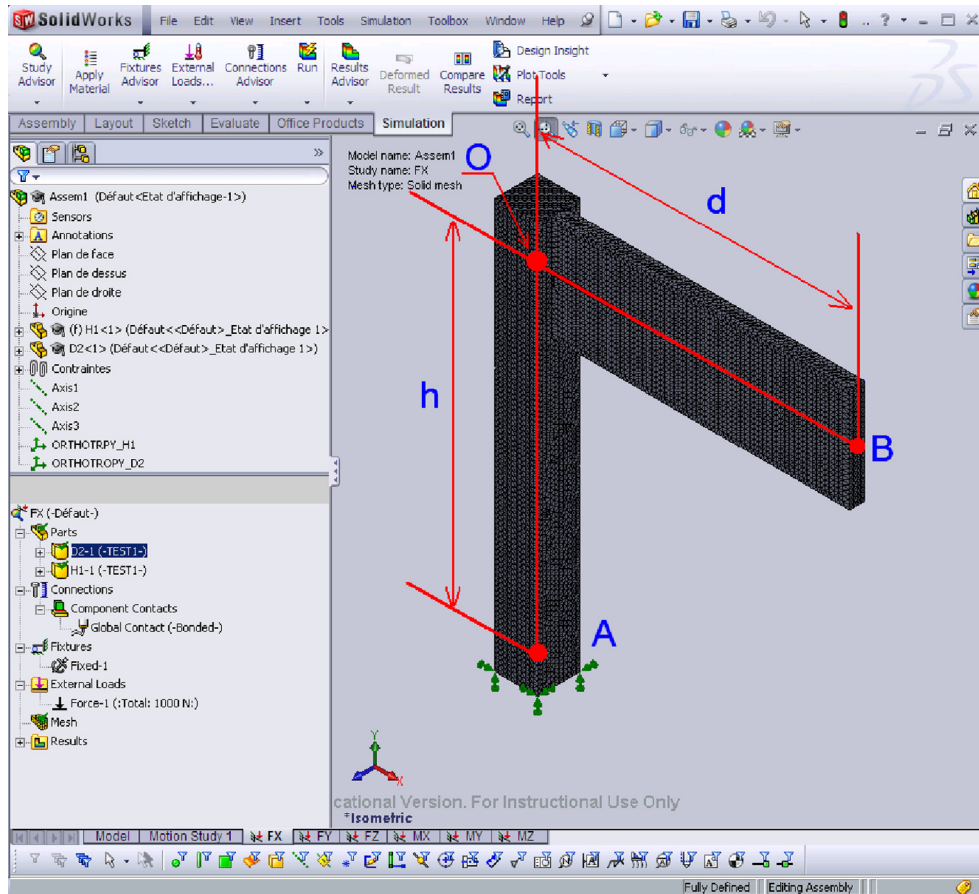 SolidWorks File Edit View Insert Tools Simulation Toolbox Window Help
Study Advisor
Apply Material
Fixtures Advisor
External Loads...
Connections Advisor
Run
Results Advisor
Deformed Result
Compare Results
Design Insight
Plot Tools
Report
Assembly Layout Sketch Evaluate Office Products Simulation
Assem1 (Défaut<Etat d'affichage-1>)
Sensors
Annotations
Plan de face
Plan de dessus
Plan de droite
Origine
(f) H1<1> (Défaut<<Défaut>_Etat d'affichage 1>
D2<1> (Défaut<<Défaut>_Etat d'affichage 1>)
Contraintes
Axis1
Axis2
Axis3
ORTHOTRPY_H1
ORTHOTROPY_D2
FX (-Défaut-)
Parts
D2-1 (-TEST1-)
H1-1 (-TEST1-)
Connections
Component Contacts
Global Contact (-Bonded-)
Fixtures
Fixed-1
External Loads
Force-1 (:Total: 1000 N:)
Mesh
Results
Model name: Assem1
Study name: FX
Mesh type: Solid mesh
O
d
h
B
A
Y
X
cational Version. For Instructional Use Only
*Isometric
Model Motion Study 1 FX FY FZ MX MY MZ
Fully Defined Editing Assembly